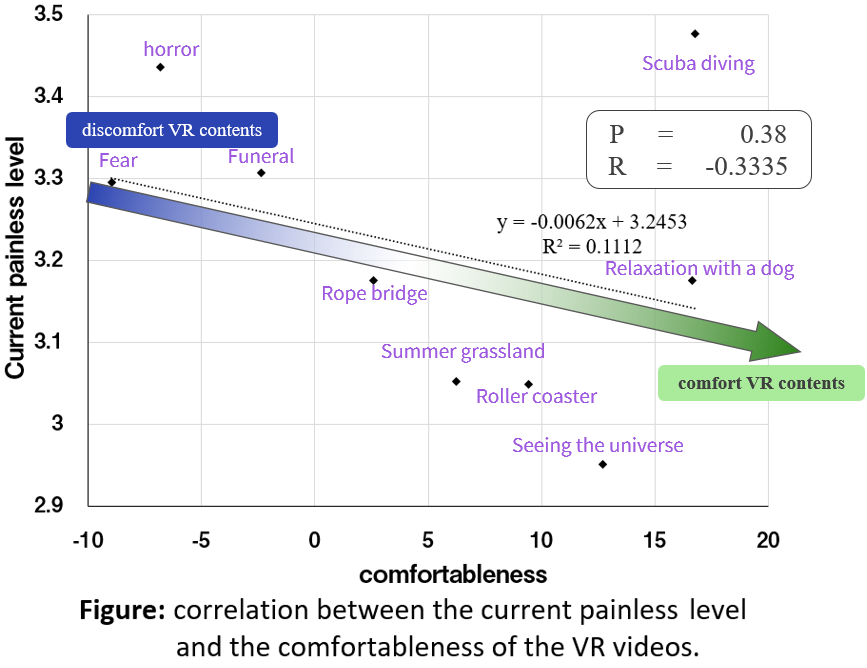 3.5
horror
Scuba diving
3.4
discomfort VR contents
P = 0.38
R = -0.3335
Fear
Funeral
3.3
y = -0.0062x + 3.2453
R² = 0.1112
3.2
Relaxation with a dog
Rope bridge
3.1
Summer grassland
comfort VR contents
Roller coaster
3
Seeing the universe
2.9
Current painless level
-10 -5 0 5 10 15 20
comfortableness
Figure: correlation between the current painless level
and the comfortableness of the VR videos.